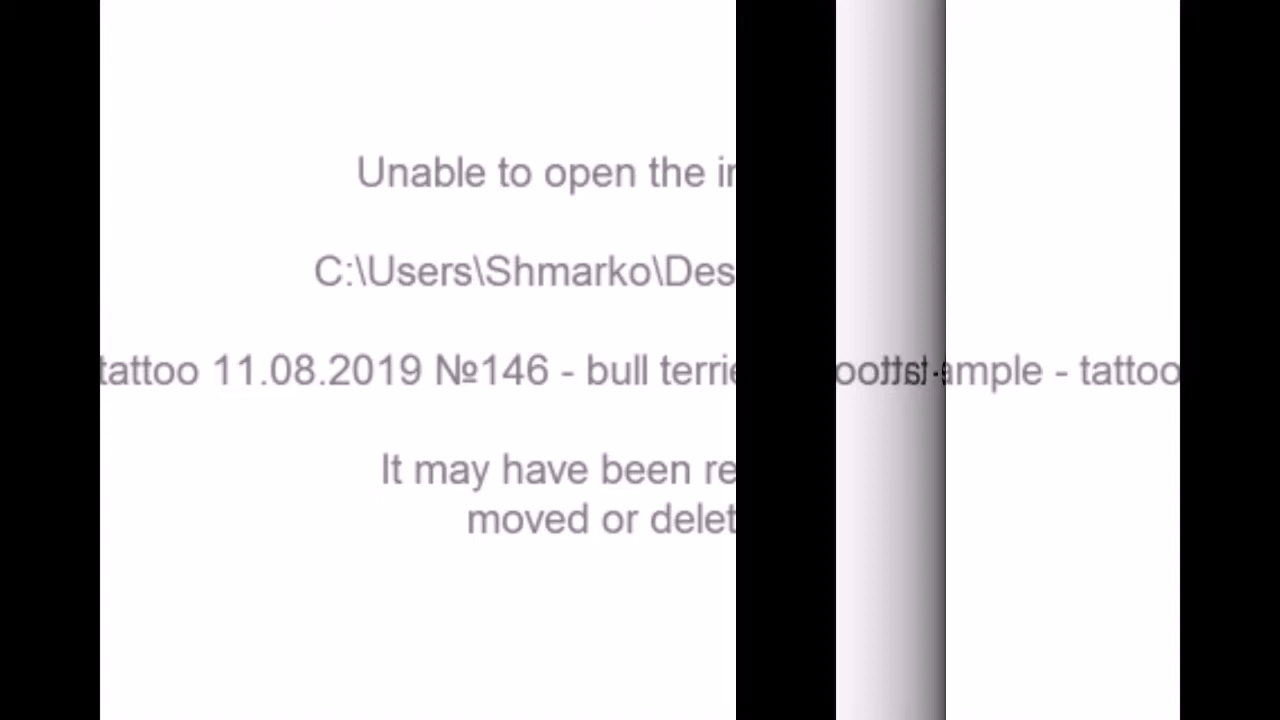 Unable to open the
C:\Users\Shmarko\Des
tattoo 11.08.2019 №146 - bull terrie ample - tattoo
It may have been re
moved or delet